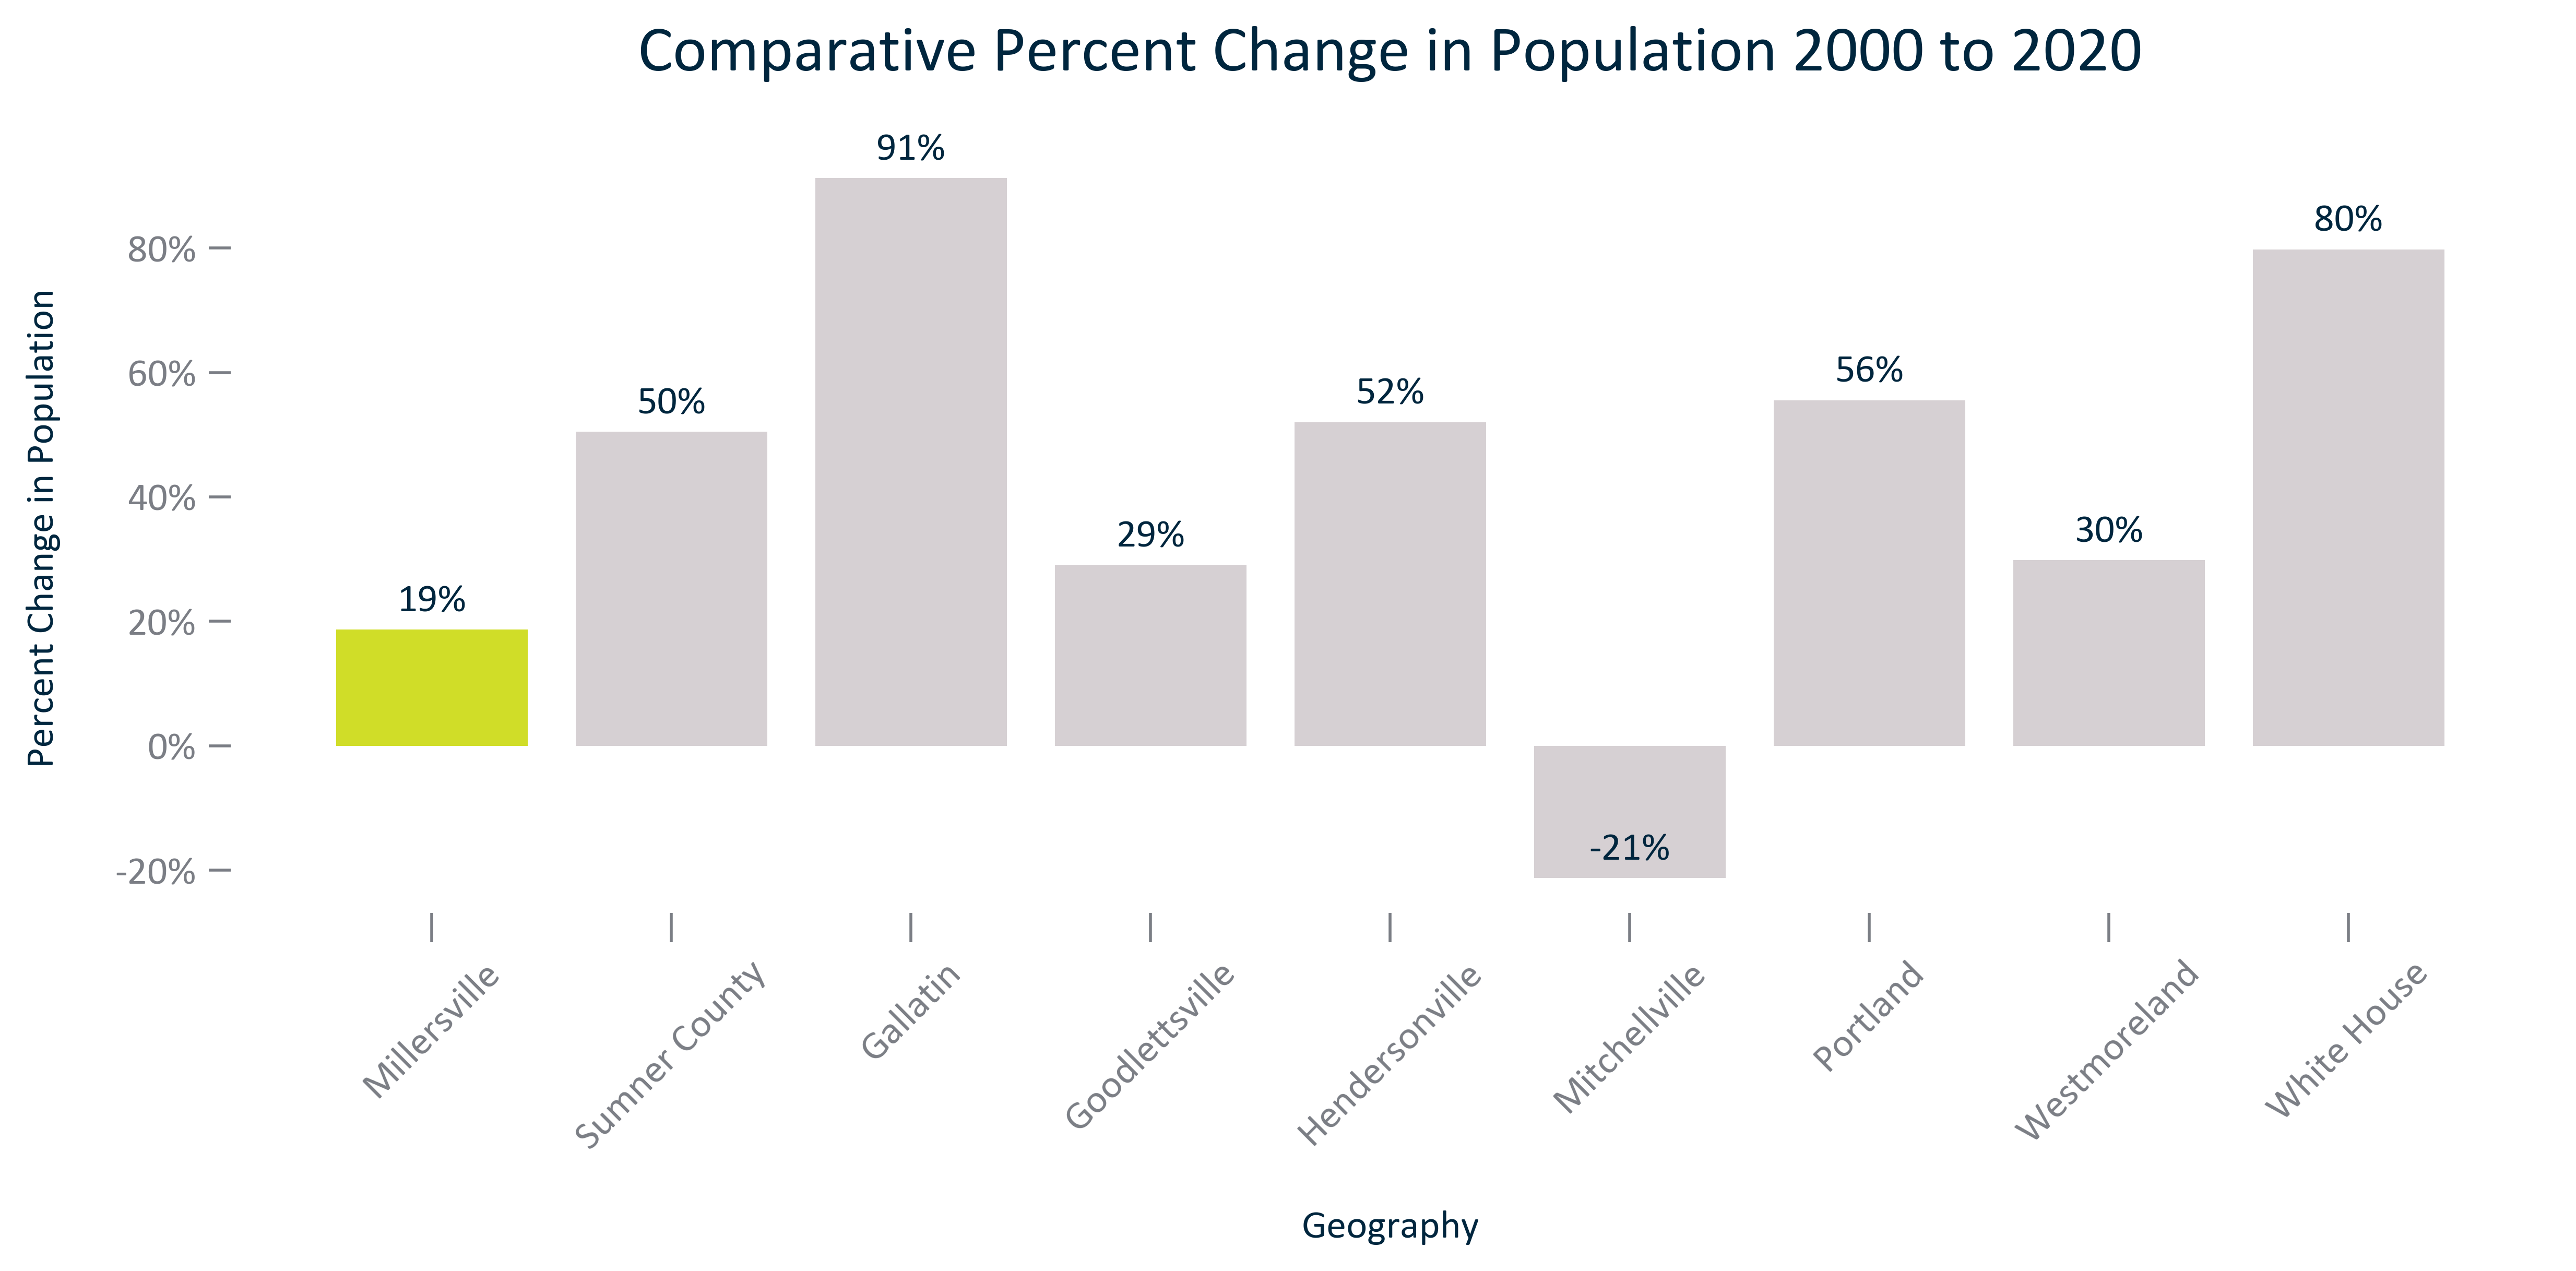 Comparative Percent Change in Population 2000 to 2020
Percent Change in Population
80%
60%
40%
20%
0%
-20%
19%
50%
91%
29%
52%
-21%
56%
30%
80%
Millersville
Sumner County
Gallatin
Goodlettsville
Hendersonville
Mitchellville
Portland
Westmoreland
White House
Geography